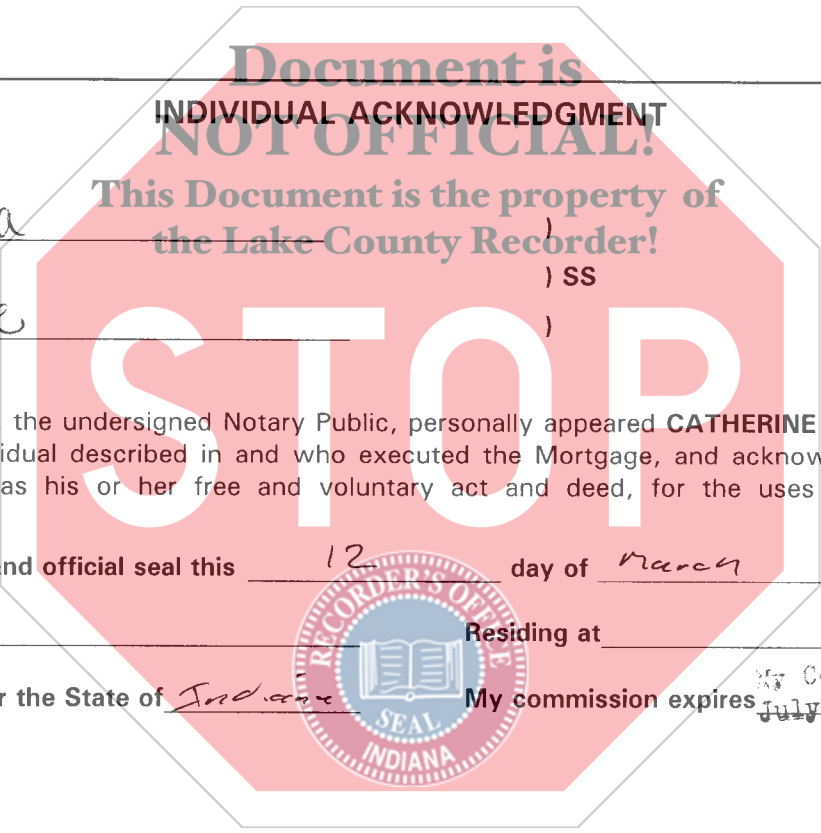 Document is
INDIVIDUAL ACKNOWLEDGMENT
NOT OFFICIAL!
This Document is the property of
a )
the Lake County Recorder!
) SS
)
STOP
the undersigned Notary Public, personally appeared CATHERINE
vidual described in and who executed the Mortgage, and acknow
as his or her free and voluntary act and deed, for the uses
nd official seal this 12 day of March
RECORDER'S OFFICE
Residing at
r the State of Indiana My commission expires July
SEAL
INDIANA